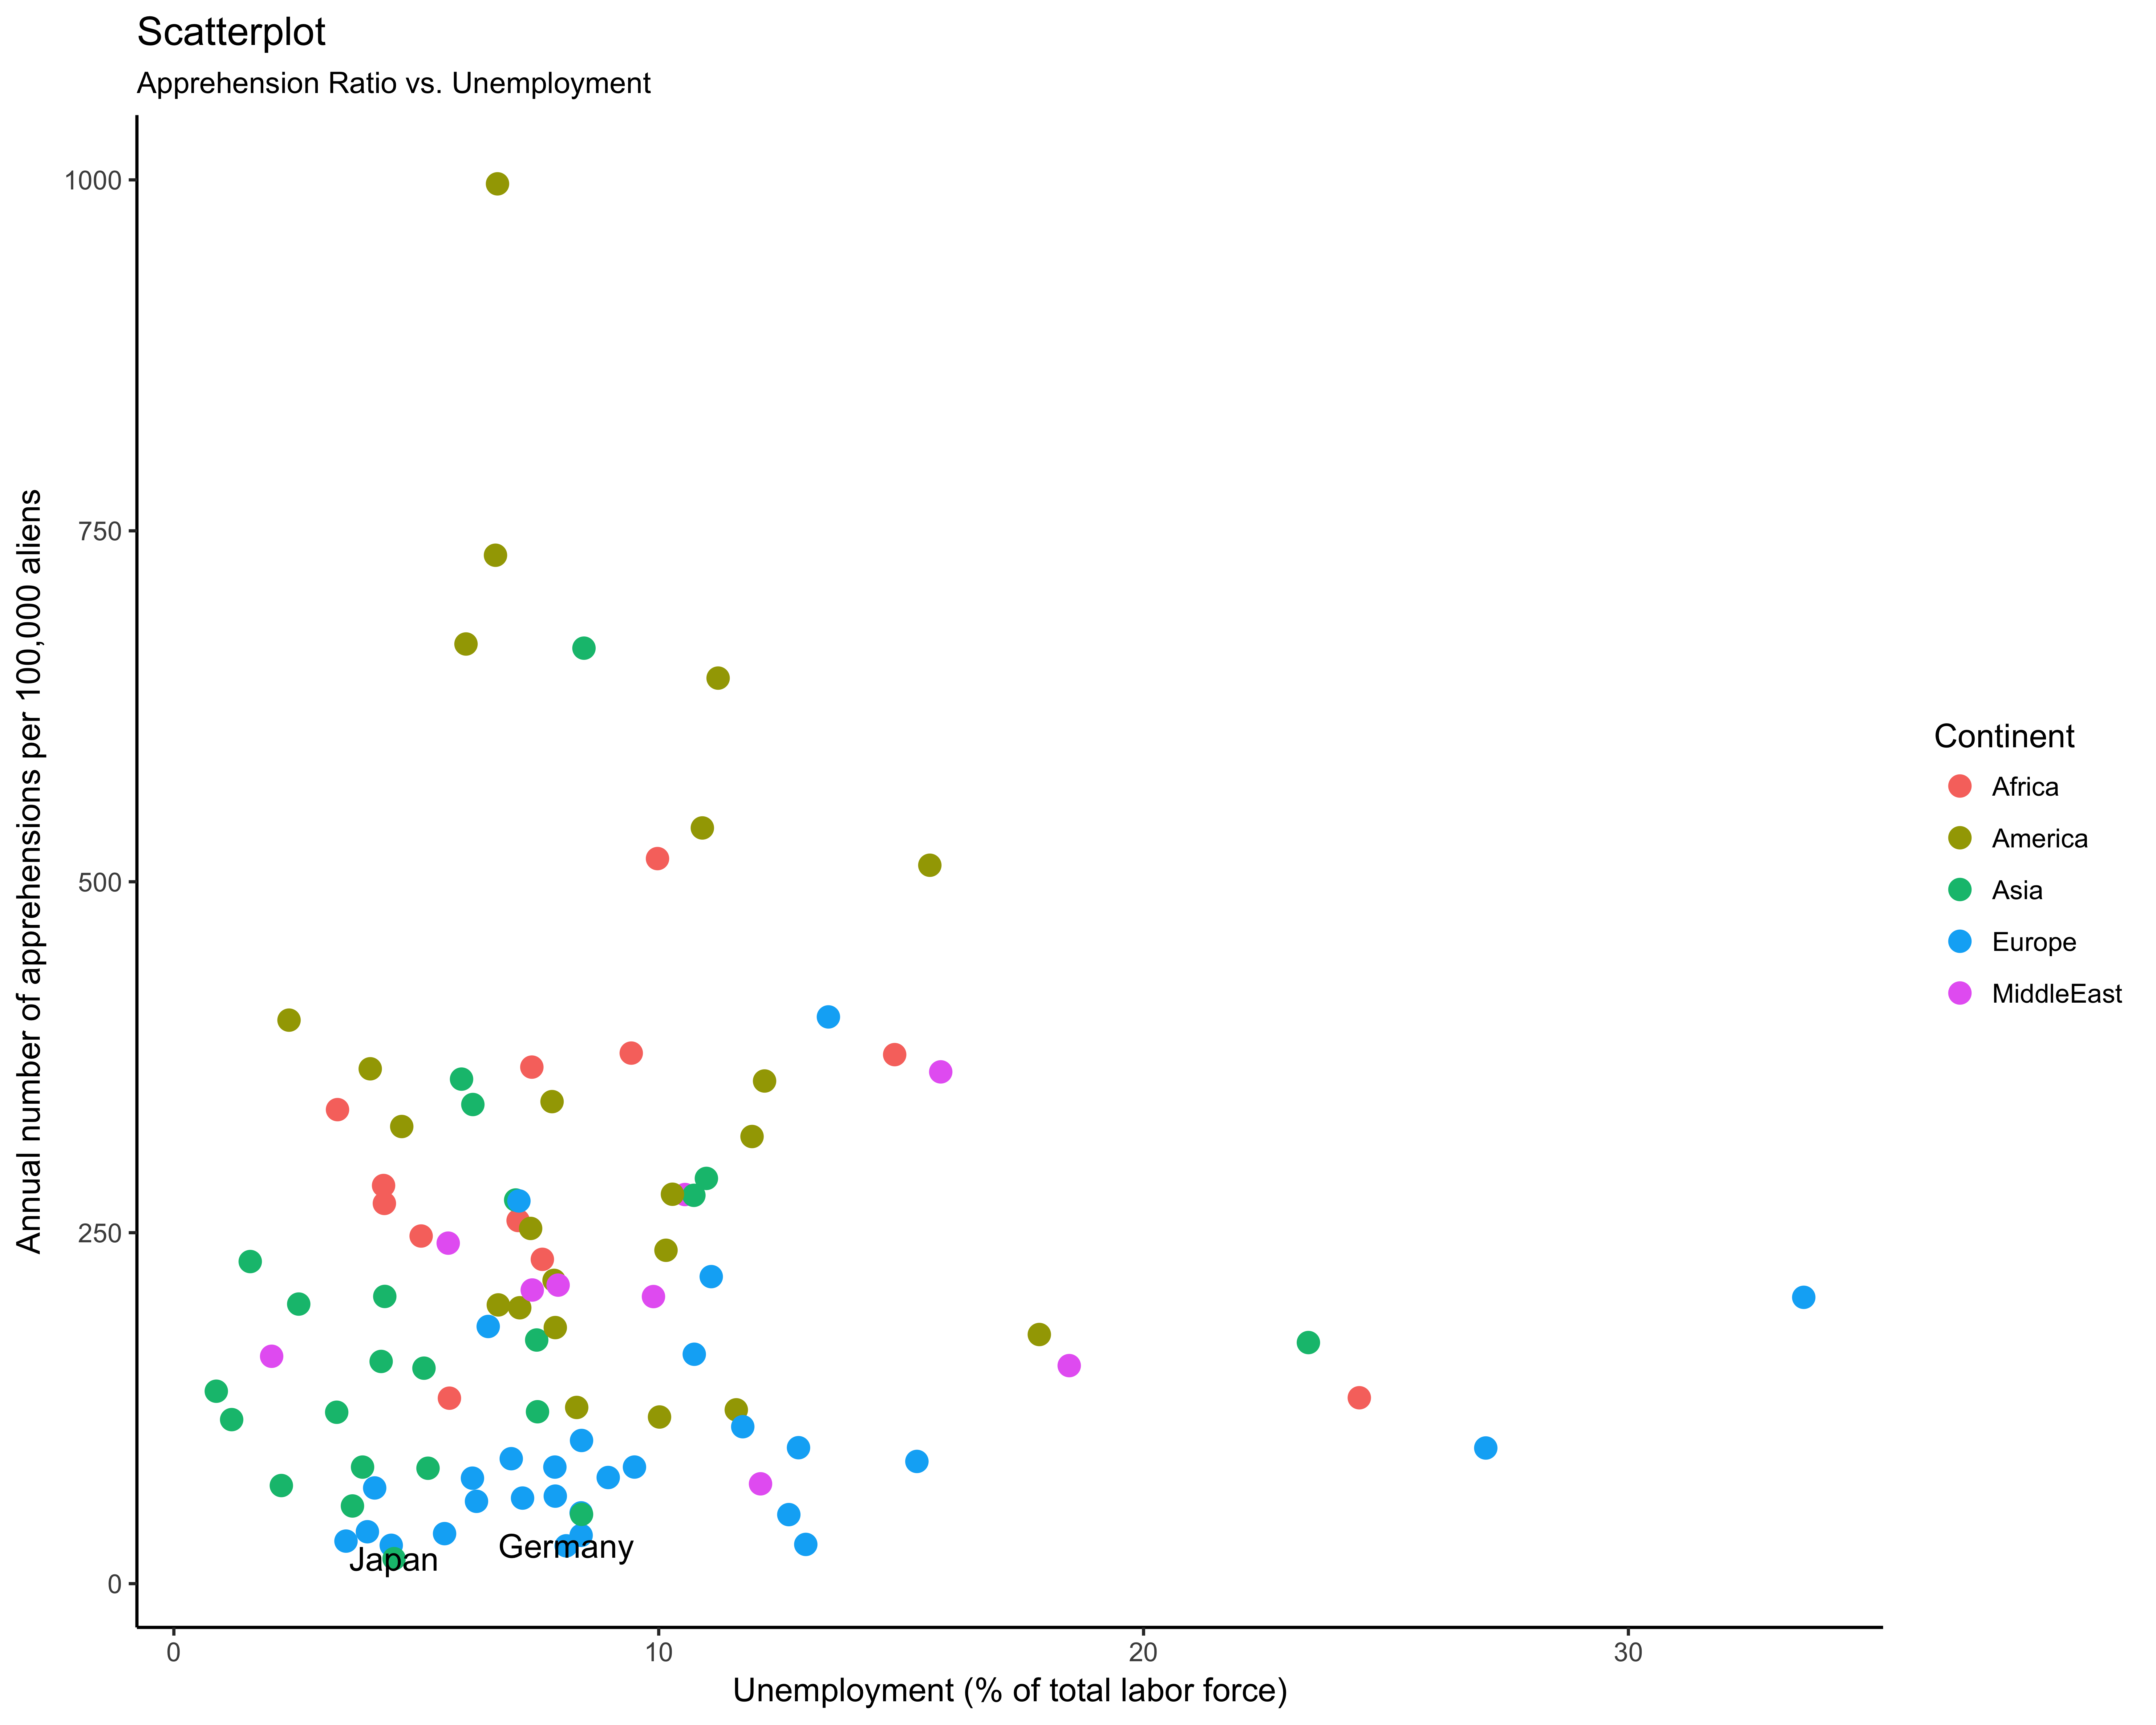 Scatterplot
Apprehension Ratio vs. Unemployment
Annual number of apprehensions per 100,000 aliens
1000
750
500
250
0
Japan
Germany
0
10
20
30
Unemployment (% of total labor force)
Continent
Africa
America
Asia
Europe
MiddleEast